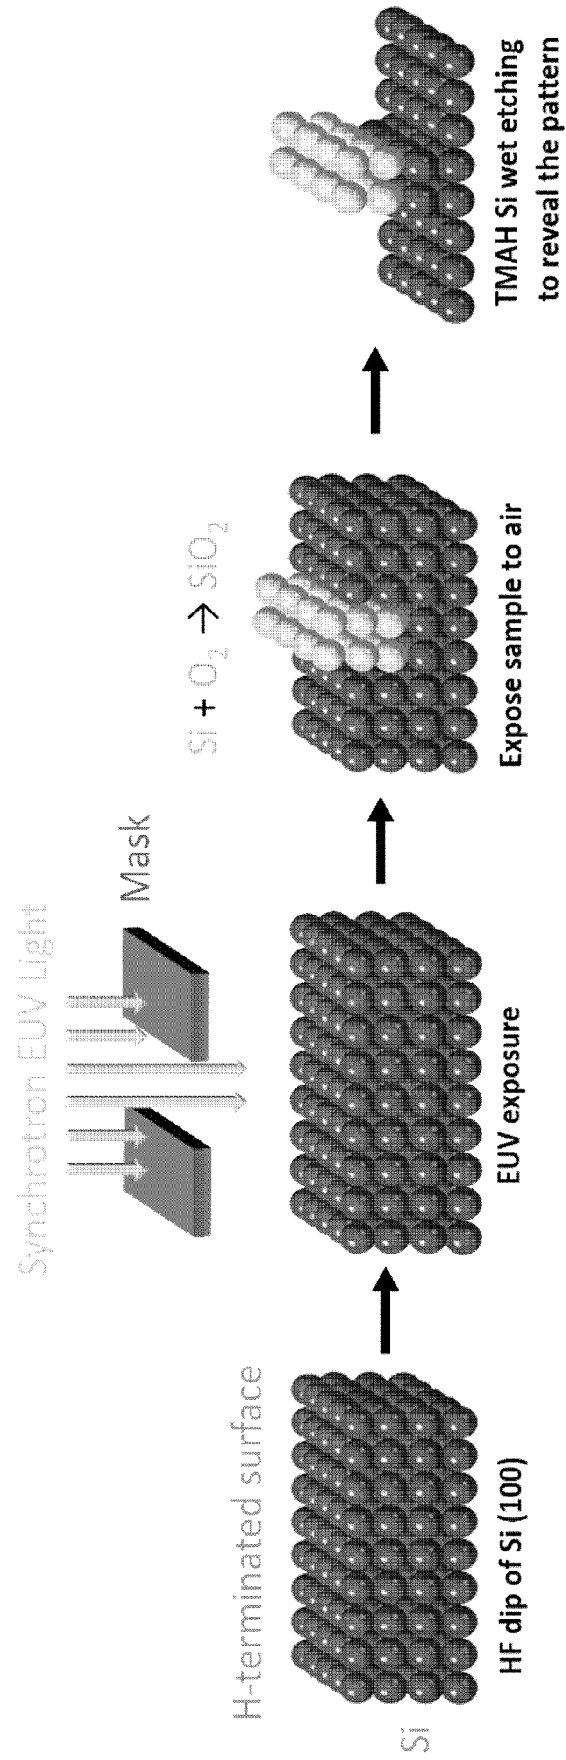 Si
H-terminated surface
HF dip of Si (100)
Synchrotron EUV Light
Mask
EUV exposure
Si + O₂ → SiO₂
Expose sample to air
TMAH Si wet etching
to reveal the pattern